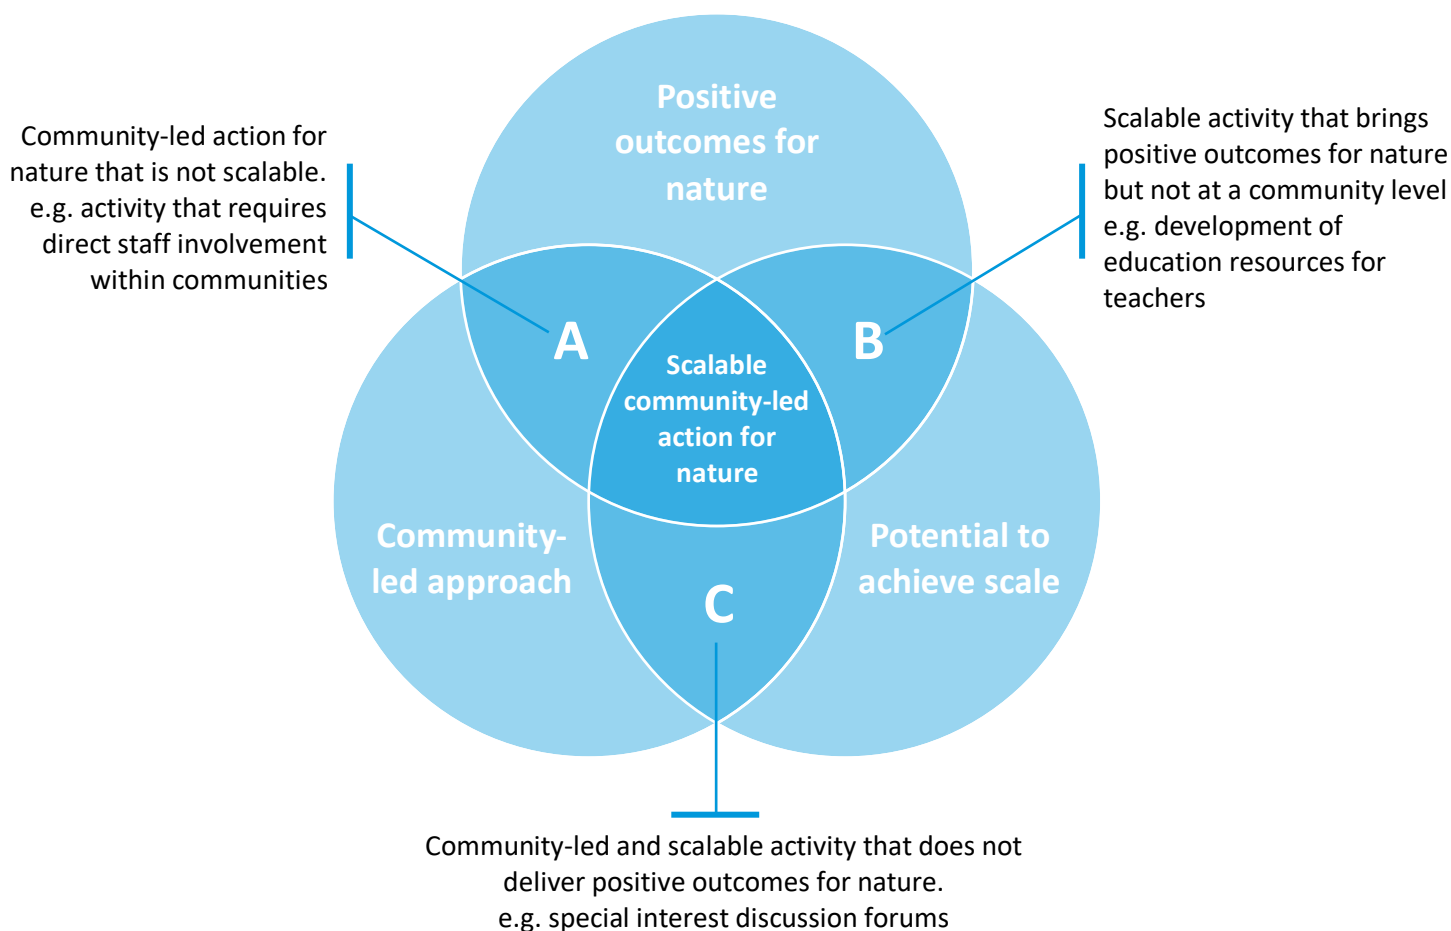 Positive
outcomes for
nature
Community-led action for
nature that is not scalable.
e.g. activity that requires
direct staff involvement
within communities
Scalable activity that brings
positive outcomes for nature
but not at a community level
e.g. development of
education resources for
teachers
A
B
Scalable
community-led
action for
nature
Community-
led approach
Potential to
achieve scale
C
Community-led and scalable activity that does not
deliver positive outcomes for nature.
e.g. special interest discussion forums